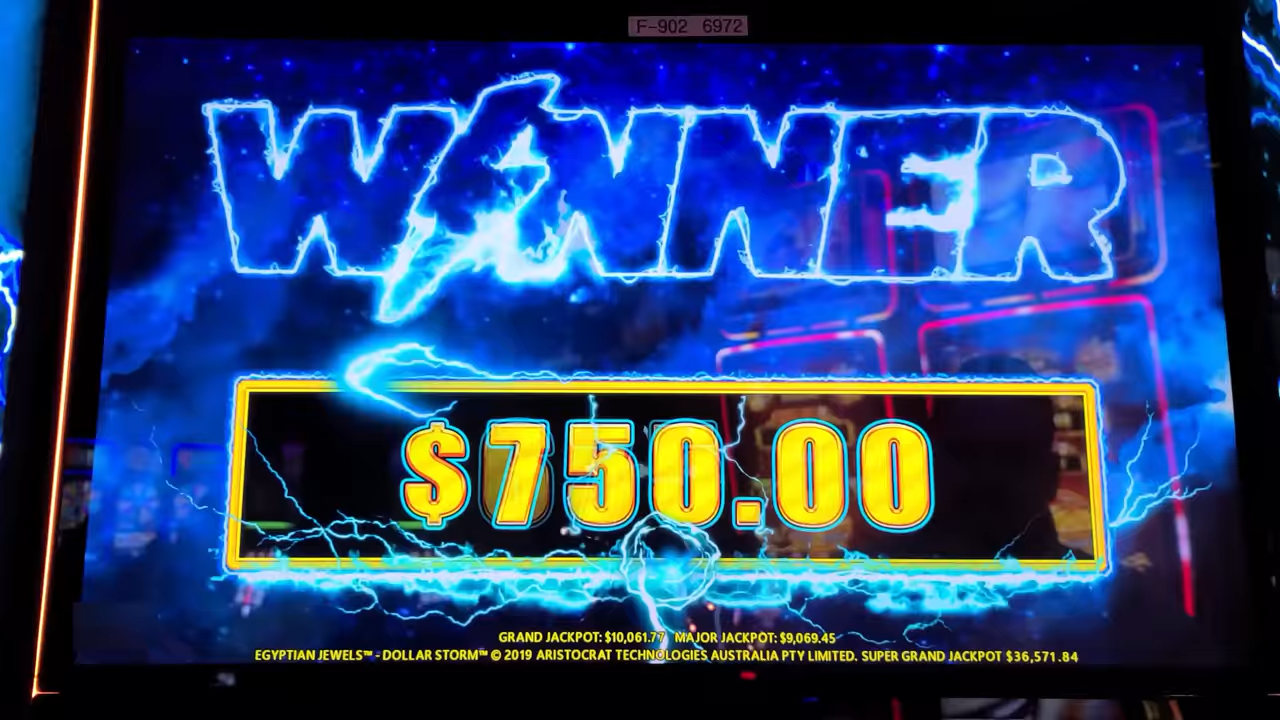 F-902 6972
WINNER
$750.00
GRAND JACKPOT: $10,061.77 MAJOR JACKPOT: $9,069.45
EGYPTIAN JEWELS™ - DOLLAR STORM™ © 2019 ARISTOCRAT TECHNOLOGIES AUSTRALIA PTY LIMITED. SUPER GRAND JACKPOT $36,571.84